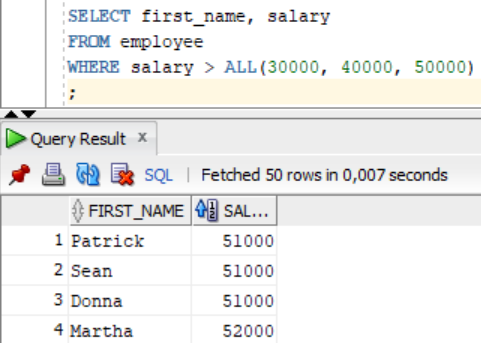 SELECT first_name, salary
FROM employee
WHERE salary > ALL(30000, 40000, 50000)
;
Query Result x
SQL | Fetched 50 rows in 0,007 seconds
FIRST_NAME SAL...
1 Patrick 51000
2 Sean 51000
3 Donna 51000
4 Martha 52000